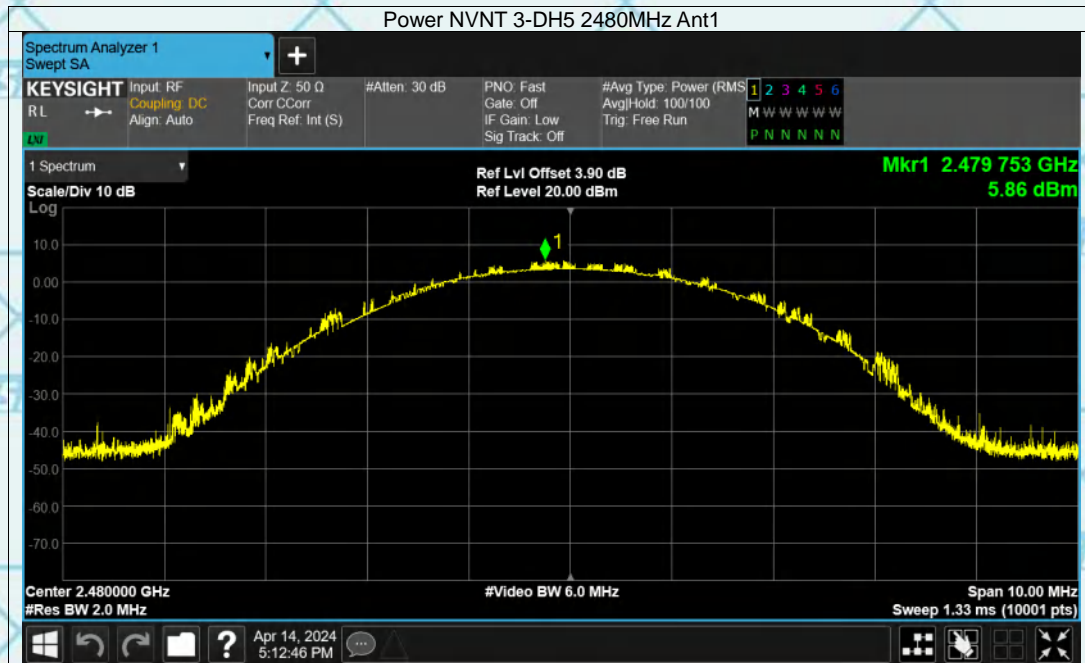 Power NVNT 3-DH5 2480MHz Ant1
Spectrum Analyzer 1
Swept SA
+
KEYSIGHT
RL
LXI
Input: RF
Coupling: DC
Align: Auto
Input Z: 50 Ω
Corr CCorr
Freq Ref: Int (S)
#Atten: 30 dB
PNO: Fast
Gate: Off
IF Gain: Low
Sig Track: Off
#Avg Type: Power (RMS
Avg|Hold: 100/100
Trig: Free Run
1 2 3 4 5 6
M W W W W W
P N N N N N
1 Spectrum
Scale/Div 10 dB
Log
Ref Lvl Offset 3.90 dB
Ref Level 20.00 dBm
Mkr1 2.479 753 GHz
5.86 dBm
1
10.0
0.00
-10.0
-20.0
-30.0
-40.0
-50.0
-60.0
-70.0
Center 2.480000 GHz
#Res BW 2.0 MHz
#Video BW 6.0 MHz
Span 10.00 MHz
Sweep 1.33 ms (10001 pts)
?
Apr 14, 2024
5:12:46 PM